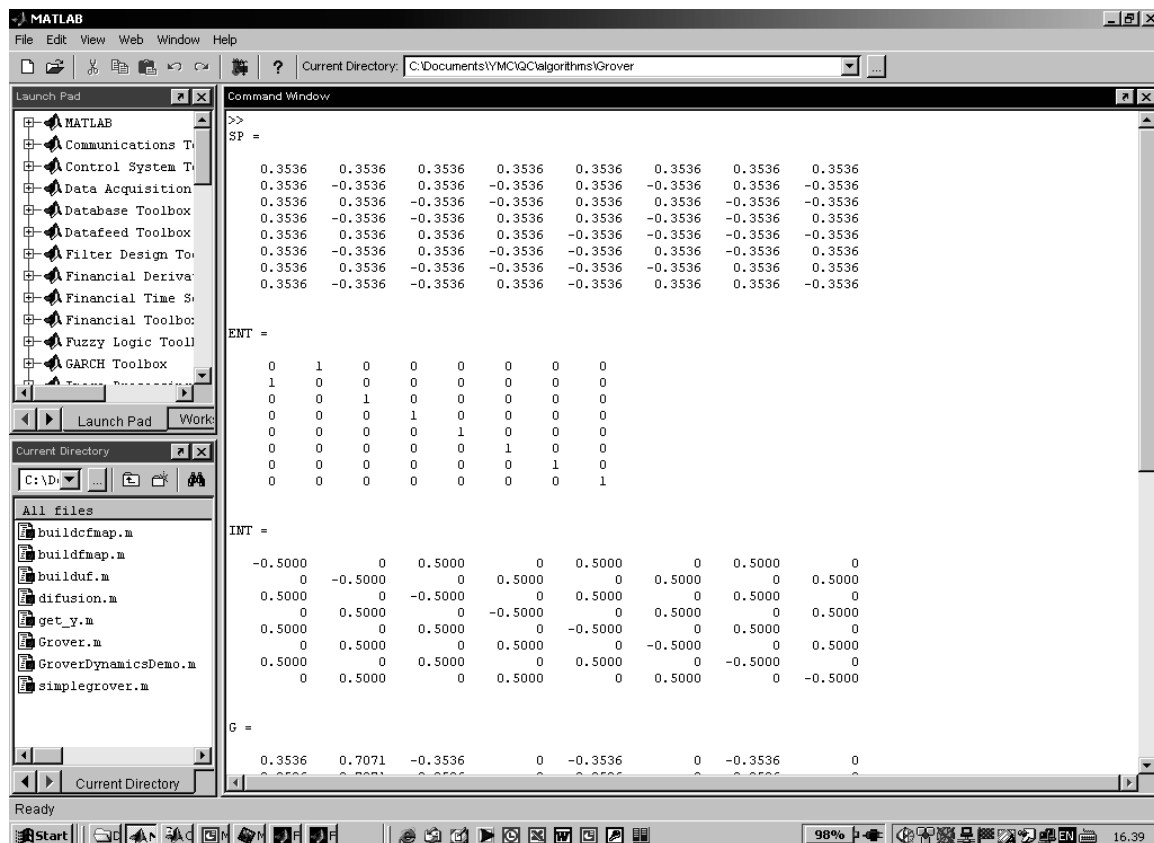 MATLAB
File Edit View Web Window Help
? Current Directory: C:\Documents\YMC\QC\algorithms\Grover ...
Launch Pad
MATLAB
Communications T
Control System T
Data Acquisition
Database Toolbox
Datafeed Toolbox
Filter Design To
Financial Deriva
Financial Time S
Financial Toolbo
Fuzzy Logic Tool
GARCH Toolbox
Launch Pad Work
Current Directory
C:\D ...
All files
buildcfmap.m
buildfmap.m
builduf.m
difusion.m
get_y.m
Grover.m
GroverDynamicsDemo.m
simplegrover.m
Current Directory
Command Window
>>
SP =
0.3536 0.3536 0.3536 0.3536 0.3536 0.3536 0.3536 0.3536
0.3536 -0.3536 0.3536 -0.3536 0.3536 -0.3536 0.3536 -0.3536
0.3536 0.3536 -0.3536 -0.3536 0.3536 0.3536 -0.3536 -0.3536
0.3536 -0.3536 -0.3536 0.3536 0.3536 -0.3536 -0.3536 0.3536
0.3536 0.3536 0.3536 0.3536 -0.3536 -0.3536 -0.3536 -0.3536
0.3536 -0.3536 0.3536 -0.3536 -0.3536 0.3536 -0.3536 0.3536
0.3536 0.3536 -0.3536 -0.3536 -0.3536 -0.3536 0.3536 0.3536
0.3536 -0.3536 -0.3536 0.3536 -0.3536 0.3536 0.3536 -0.3536
ENT =
0 1 0 0 0 0 0 0
1 0 0 0 0 0 0 0
0 0 1 0 0 0 0 0
0 0 0 1 0 0 0 0
0 0 0 0 1 0 0 0
0 0 0 0 0 1 0 0
0 0 0 0 0 0 1 0
0 0 0 0 0 0 0 1
INT =
-0.5000 0 0.5000 0 0.5000 0 0.5000 0
0 -0.5000 0 0.5000 0 0.5000 0 0.5000
0.5000 0 -0.5000 0 0.5000 0 0.5000 0
0 0.5000 0 -0.5000 0 0.5000 0 0.5000
0.5000 0 0.5000 0 -0.5000 0 0.5000 0
0 0.5000 0 0.5000 0 -0.5000 0 0.5000
0.5000 0 0.5000 0 0.5000 0 -0.5000 0
0 0.5000 0 0.5000 0 0.5000 0 -0.5000
G =
0.3536 0.7071 -0.3536 0 -0.3536 0 -0.3536 0
Ready
Start 98% EN 16.39